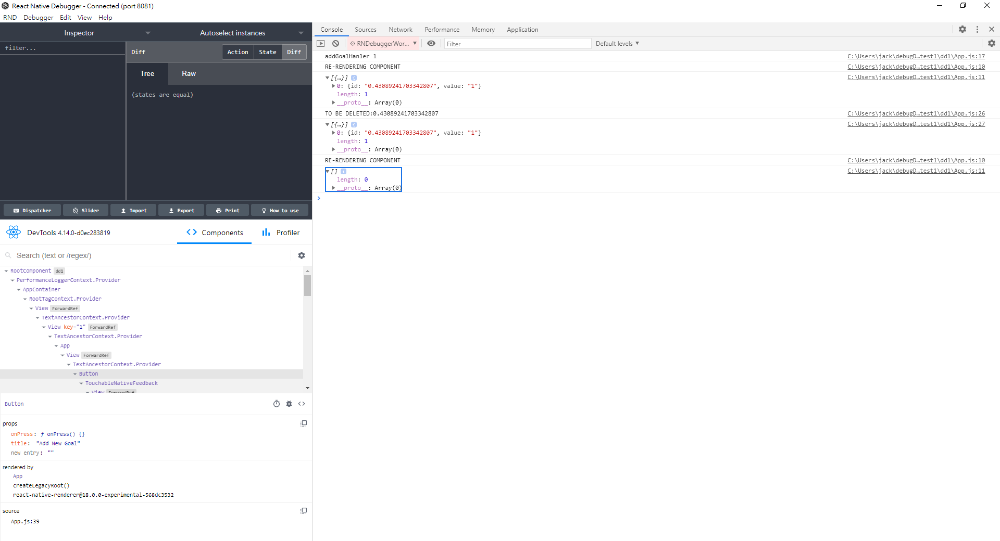 React Native Debugger - Connected (port 8081)
RND Debugger Edit View Help
Inspector
Autoselect instances
filter...
Diff
Action State Diff
Tree Raw
(states are equal)
Dispatcher Slider Import Export Print How to use
DevTools 4.14.0-d0ec283819
Components Profiler
Search (text or /regex/)
RootComponent dd1
PerformanceLoggerContext.Provider
AppContainer
RootTagContext.Provider
View ForwardRef
TextAncestorContext.Provider
View key="1" ForwardRef
TextAncestorContext.Provider
App
View ForwardRef
TextAncestorContext.Provider
Button
TouchableNativeFeedback
View ForwardRef
Button
props
onPress: ƒ onPress() {}
title: "Add New Goal"
new entry: ""
rendered by
App
createLegacyRoot()
react-native-renderer@18.0.0-experimental-568dc3532
source
App.js:39
Console Sources Network Performance Memory Application
RNDebuggerWor... Filter Default levels
addGoalHanler 1 C:\Users\jack\debugD…test1\dd1\App.js:17
RE-RENDERING COMPONENT C:\Users\jack\debugD…test1\dd1\App.js:10
[{…}] i C:\Users\jack\debugD…test1\dd1\App.js:11
0: {id: "0.43089241703342807", value: "1"}
length: 1
__proto__: Array(0)
TO BE DELETED:0.43089241703342807 C:\Users\jack\debugD…test1\dd1\App.js:26
[{…}] i C:\Users\jack\debugD…test1\dd1\App.js:27
0: {id: "0.43089241703342807", value: "1"}
length: 1
__proto__: Array(0)
RE-RENDERING COMPONENT C:\Users\jack\debugD…test1\dd1\App.js:10
[] i C:\Users\jack\debugD…test1\dd1\App.js:11
length: 0
__proto__: Array(0)